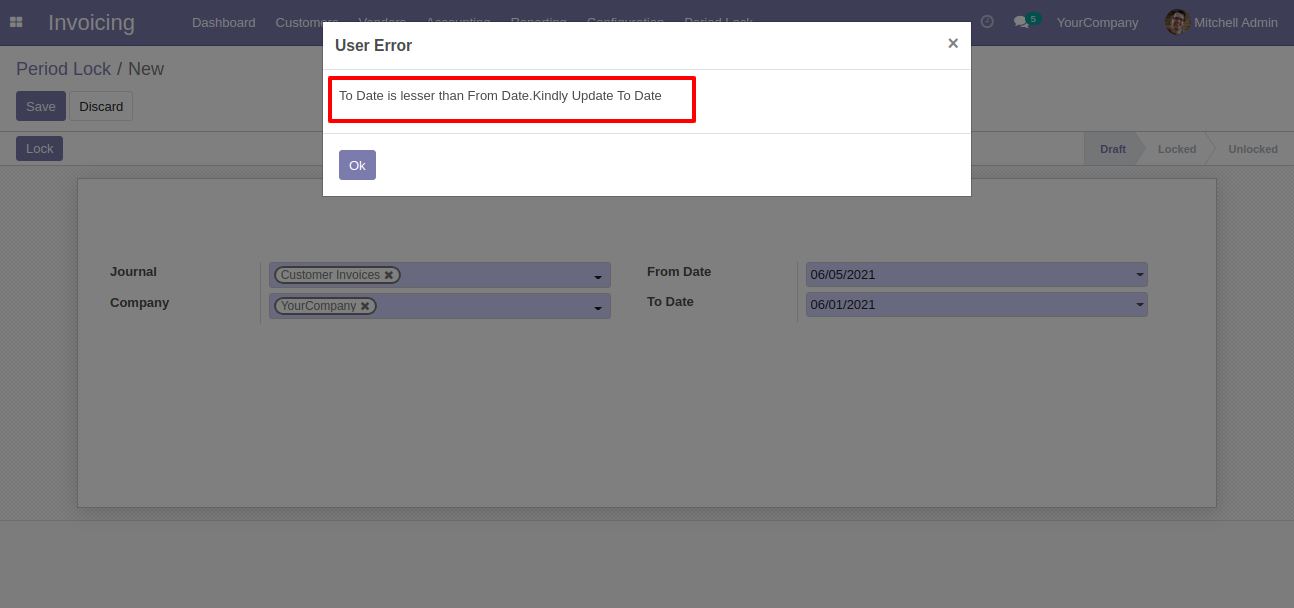 Invoicing Dashboard Customers Vendors Accounting Reporting Configuration Period Lock 5 YourCompany Mitchell Admin
User Error ×
Period Lock / New
To Date is lesser than From Date.Kindly Update To Date
Save Discard
Lock
Draft Locked Unlocked
Ok
Journal Customer Invoices ✖ From Date 06/05/2021
Company YourCompany ✖ To Date 06/01/2021